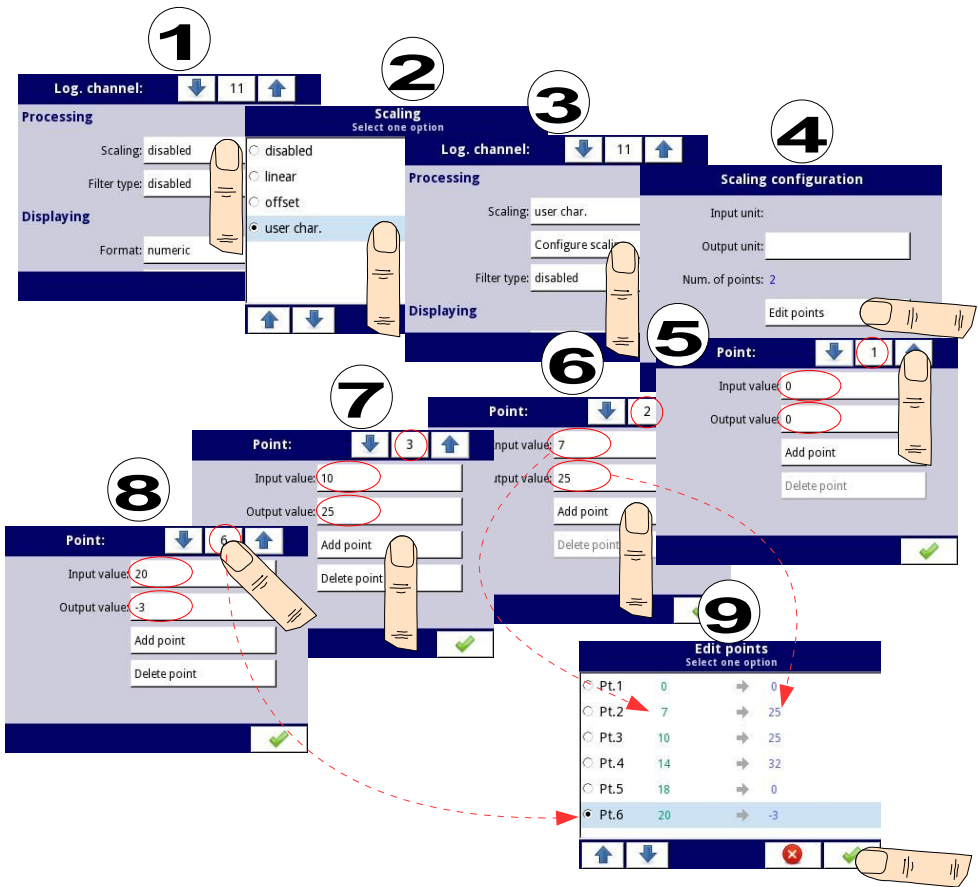 1
Log. channel: 11
Processing
Scaling: disabled
Filter type: disabled
Displaying
Format: numeric
2
Scaling
Select one option
disabled
linear
offset
user char.
3
Log. channel: 11
Processing
Scaling: user char.
Configure
Filter type: disabled
Displaying
4
Scaling configuration
Input unit:
Output unit:
Num. of points: 2
Edit points
5
Point: 1
Input value: 0
Output value: 0
Add point
Delete point
6
Point: 2
value: 7
value: 25
Add point
Delete point
7
Point: 3
Input value: 10
Output value: 25
Add point
Delete point
8
Point: 6
Input value: 20
Output value: -3
Add point
Delete point
9
Edit points
Select one option
Pt.1 0 0
Pt.2 7 25
Pt.3 10 25
Pt.4 14 32
Pt.5 18 0
Pt.6 20 -3